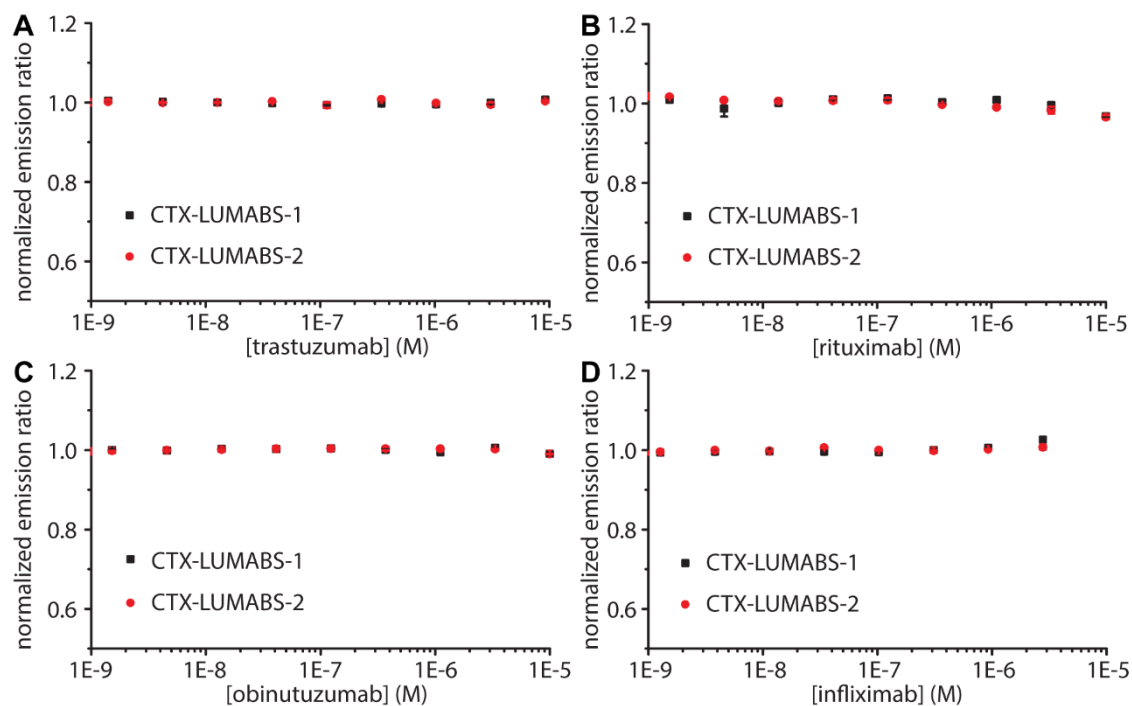 A
1.2
1.0
0.8
0.6
normalized emission ratio
CTX-LUMABS-1
CTX-LUMABS-2
1E-9 1E-8 1E-7 1E-6 1E-5
[trastuzumab] (M)
B
1.2
1.0
0.8
0.6
normalized emission ratio
CTX-LUMABS-1
CTX-LUMABS-2
1E-9 1E-8 1E-7 1E-6 1E-5
[rituximab] (M)
C
1.2
1.0
0.8
0.6
normalized emission ratio
CTX-LUMABS-1
CTX-LUMABS-2
1E-9 1E-8 1E-7 1E-6 1E-5
[obinutuzumab] (M)
D
1.2
1.0
0.8
0.6
normalized emission ratio
CTX-LUMABS-1
CTX-LUMABS-2
1E-9 1E-8 1E-7 1E-6 1E-5
[infliximab] (M)